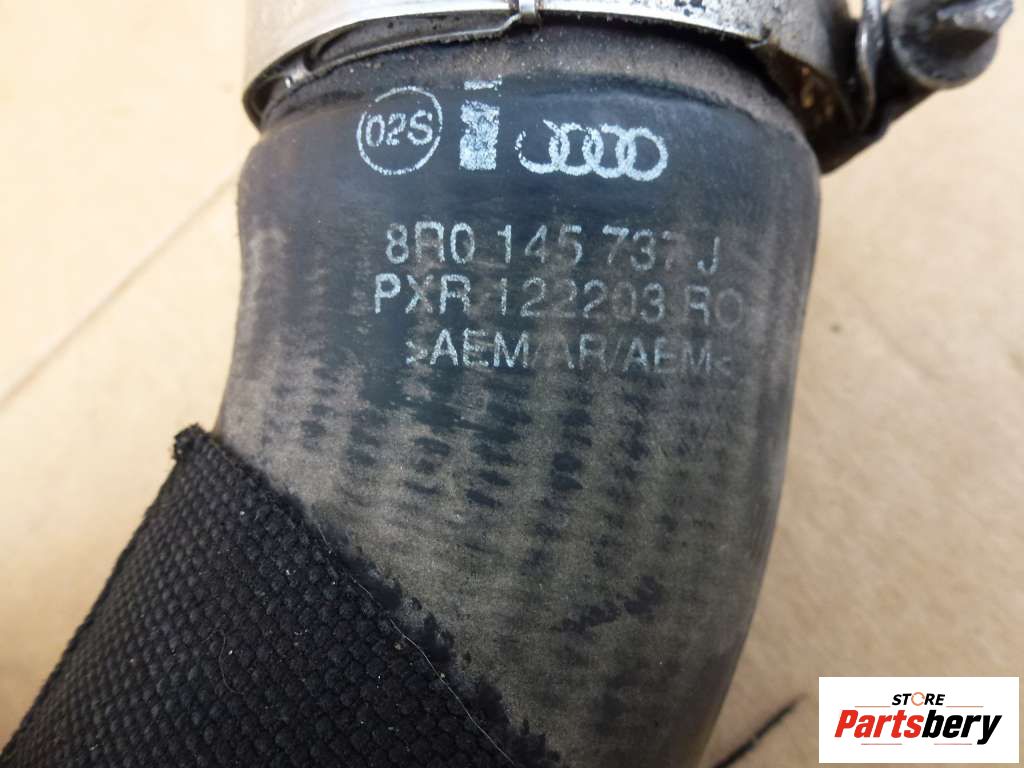 02S
8R0 145 737 J
PXR 122203 RO
>AEM/AR/AEM<
STORE
Partsbery